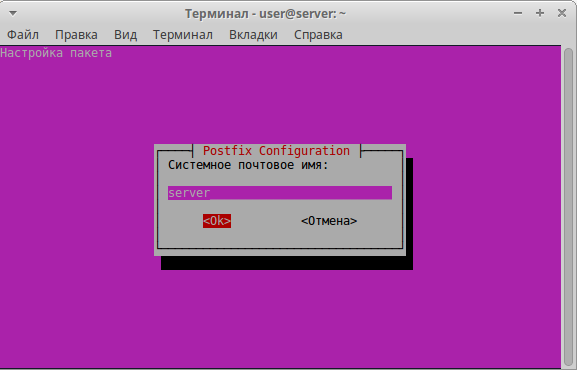 Терминал - user@server: ~
Файл Правка Вид Терминал Вкладки Справка
Настройка пакета
Postfix Configuration
Системное почтовое имя:
server
<Ok> <Отмена>